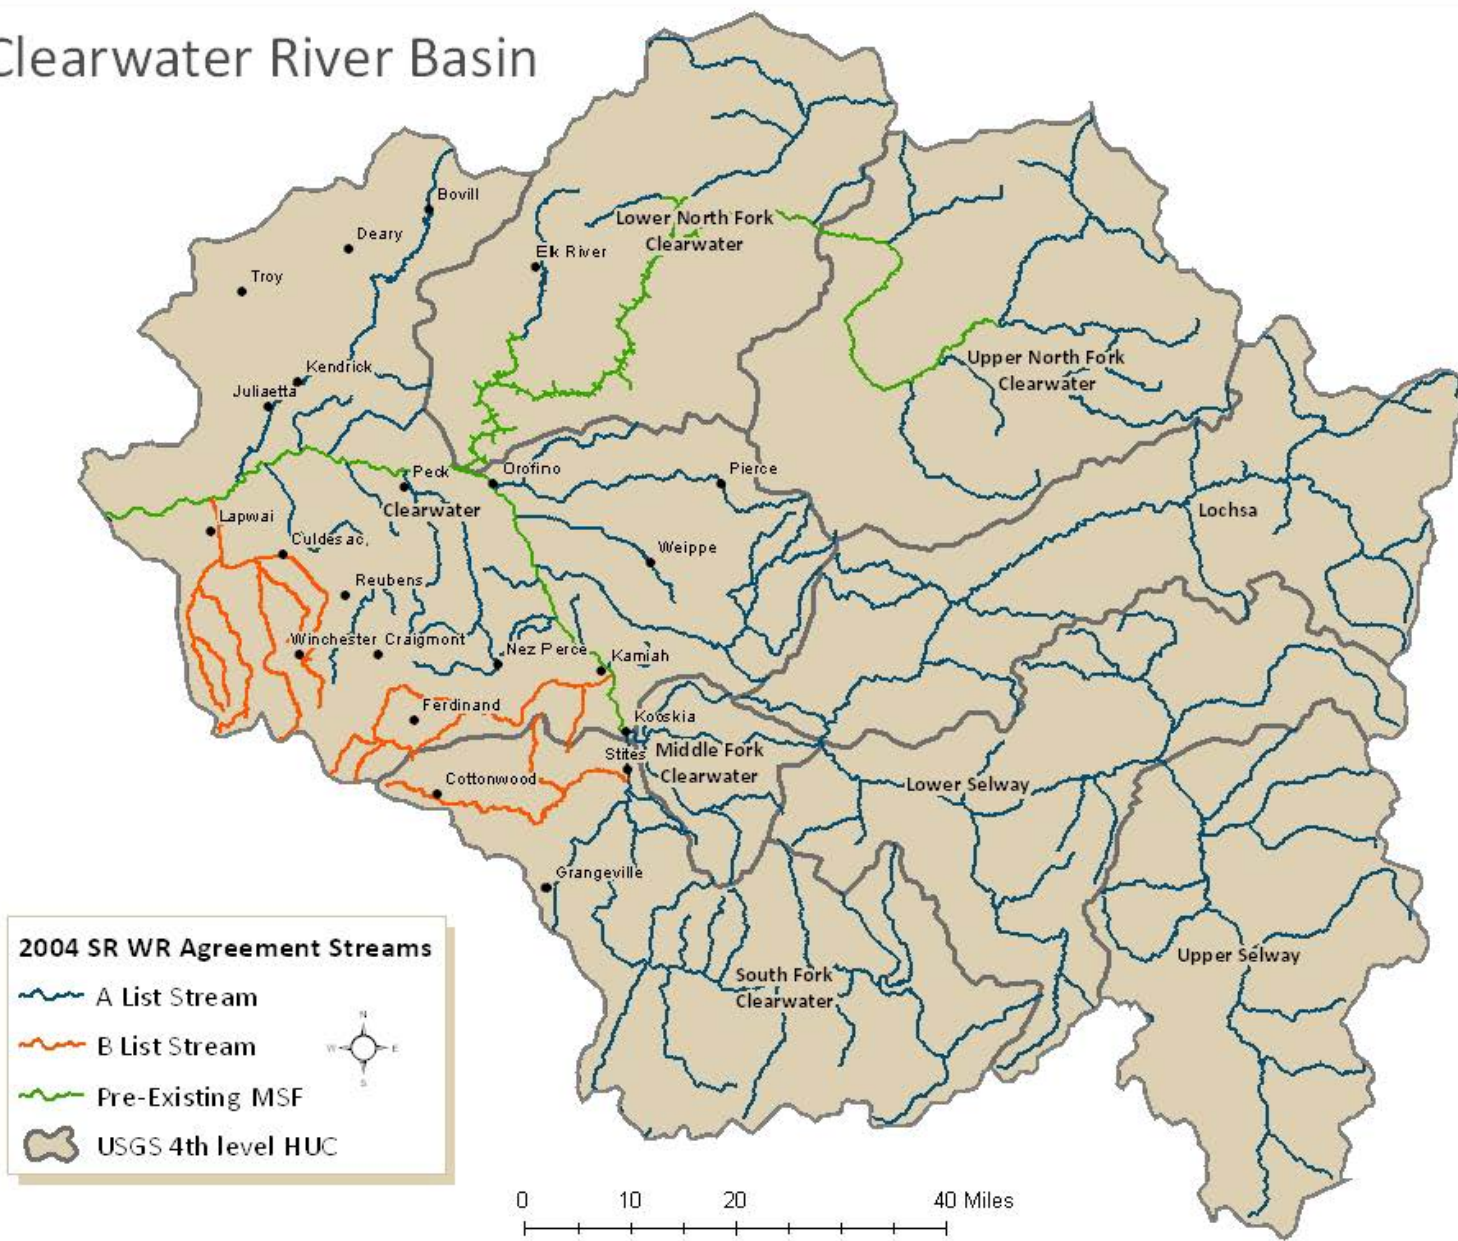 Clearwater River Basin
Bovill
Deary
Troy
Elk River
Lower North Fork
Clearwater
Kendrick
Juliaetta
Upper North Fork
Clearwater
Peck
Orofino
Pierce
Clearwater
Lapwai
Culdesac
Weippe
Lochsa
Reubens
Winchester
Craigmont
Nez Perce
Kamiah
Ferdinand
Kooskia
Stites
Middle Fork
Clearwater
Cottonwood
Lower Selway
Grangeville
South Fork
Clearwater
Upper Selway
2004 SR WR Agreement Streams
A List Stream
B List Stream
Pre-Existing MSF
USGS 4th level HUC
N
W E
S
0 10 20 40 Miles